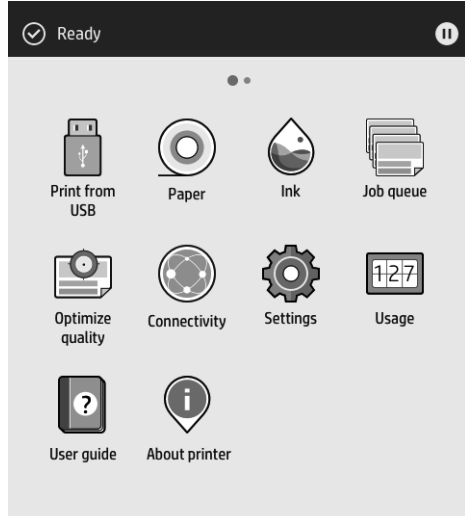 Ready
Print from
USB
Paper
Ink
Job queue
Optimize
quality
Connectivity
Settings
127
Usage
?
User guide
i
About printer